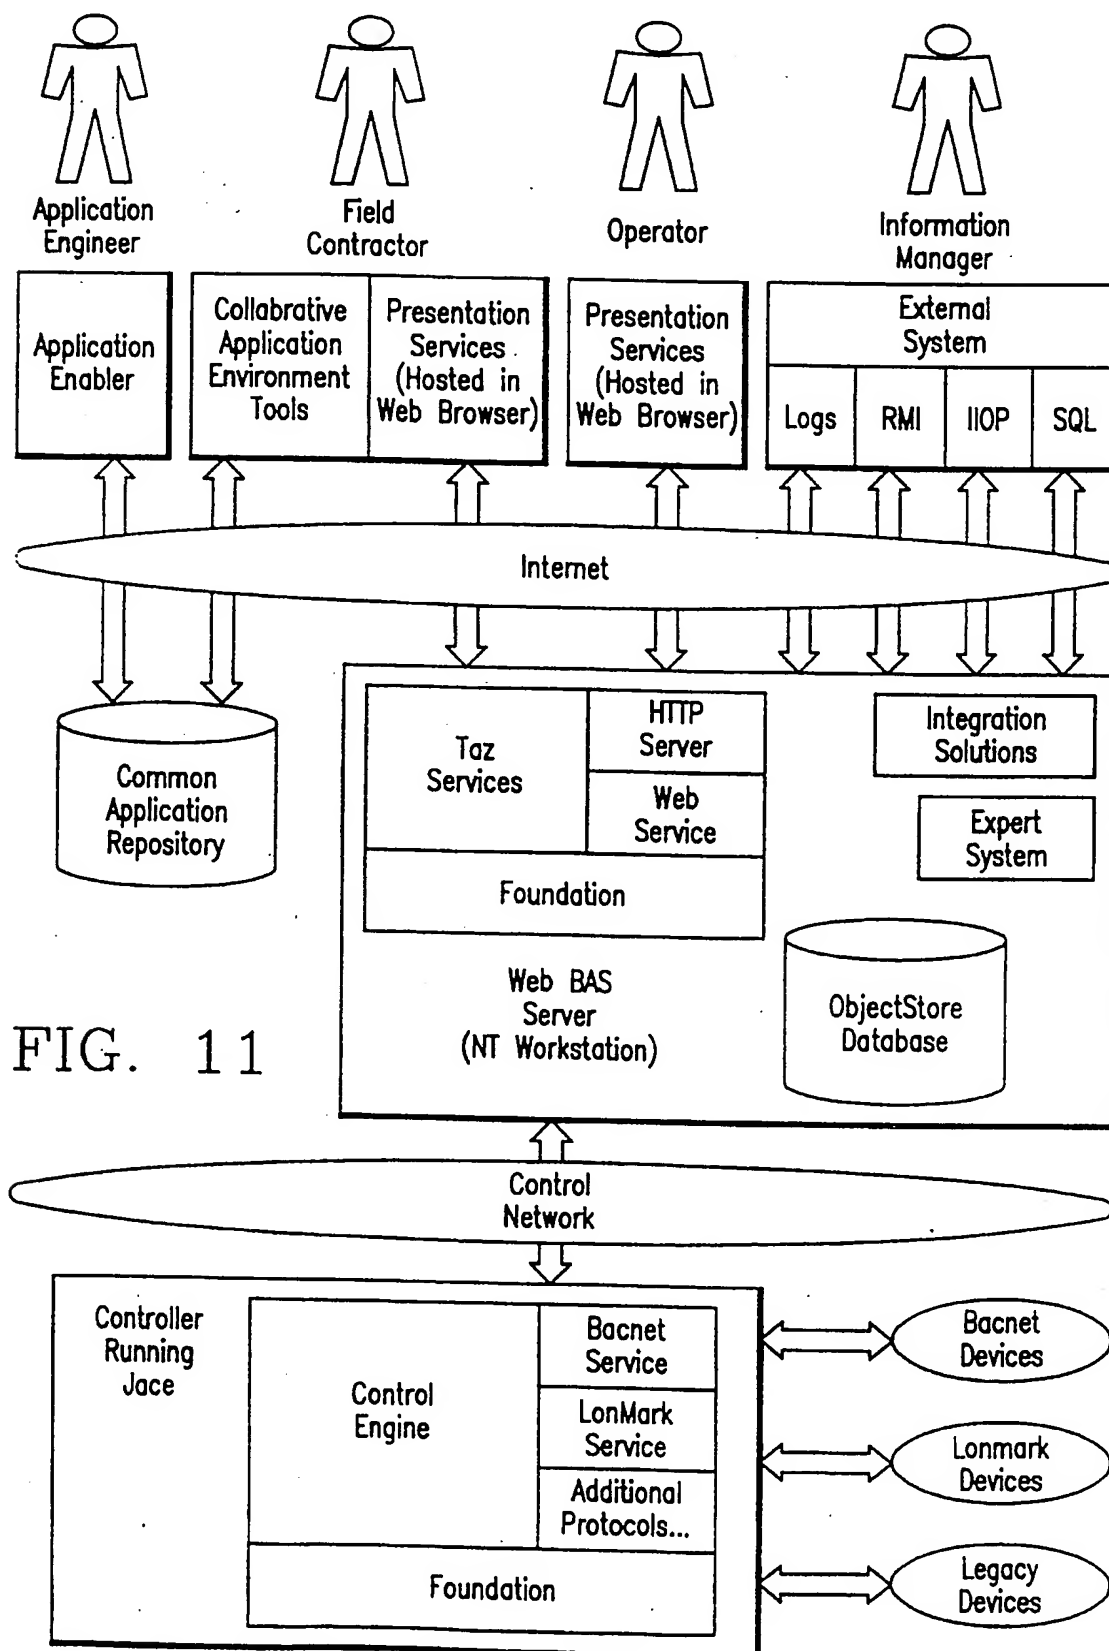 Application
Engineer
Field
Contractor
Operator
Information
Manager
Application
Enabler
Collabrative
Application
Environment
Tools
Presentation
Services
(Hosted in
Web Browser)
Presentation
Services
(Hosted in
Web Browser)
External
System
Logs
RMI
IIOP
SQL
Internet
Common
Application
Repository
Taz
Services
HTTP
Server
Web
Service
Foundation
Integration
Solutions
Expert
System
Web BAS
Server
(NT Workstation)
ObjectStore
Database
FIG. 11
Control
Network
Controller
Running
Jace
Control
Engine
Bacnet
Service
LonMark
Service
Additional
Protocols...
Foundation
Bacnet
Devices
Lonmark
Devices
Legacy
Devices